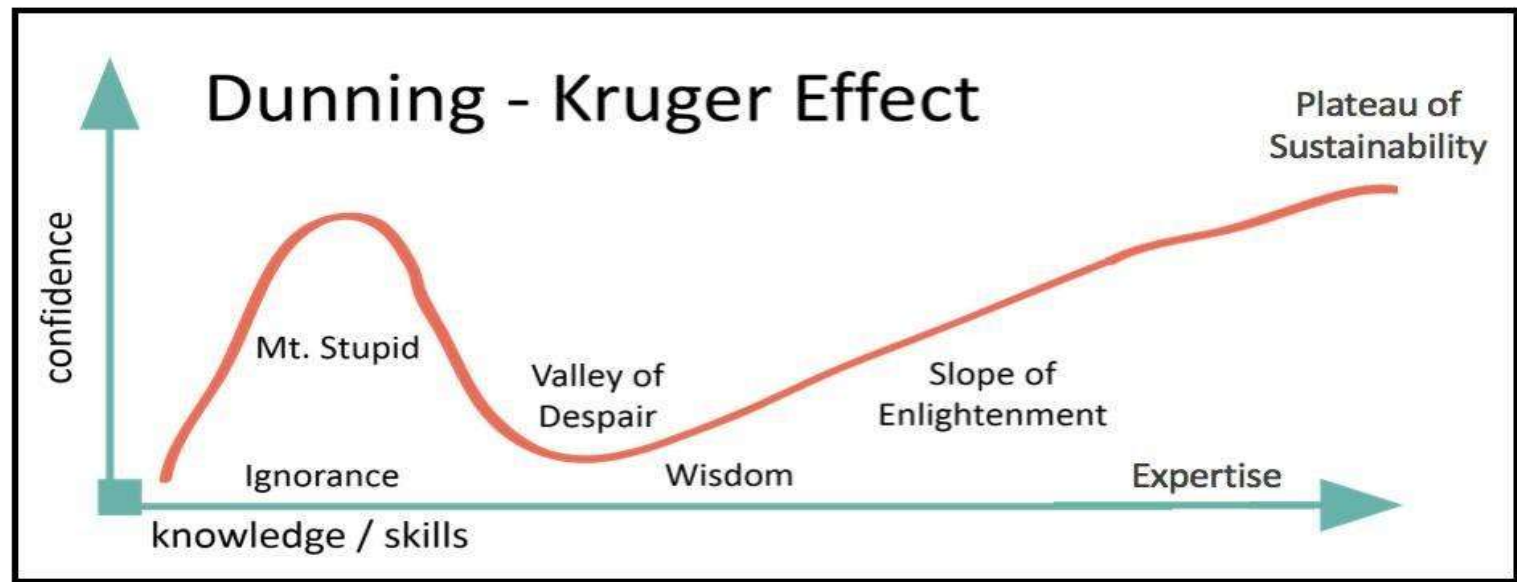 Dunning - Kruger Effect
Plateau of
Sustainability
confidence
Mt. Stupid
Valley of
Despair
Slope of
Enlightenment
Ignorance
Wisdom
Expertise
knowledge / skills